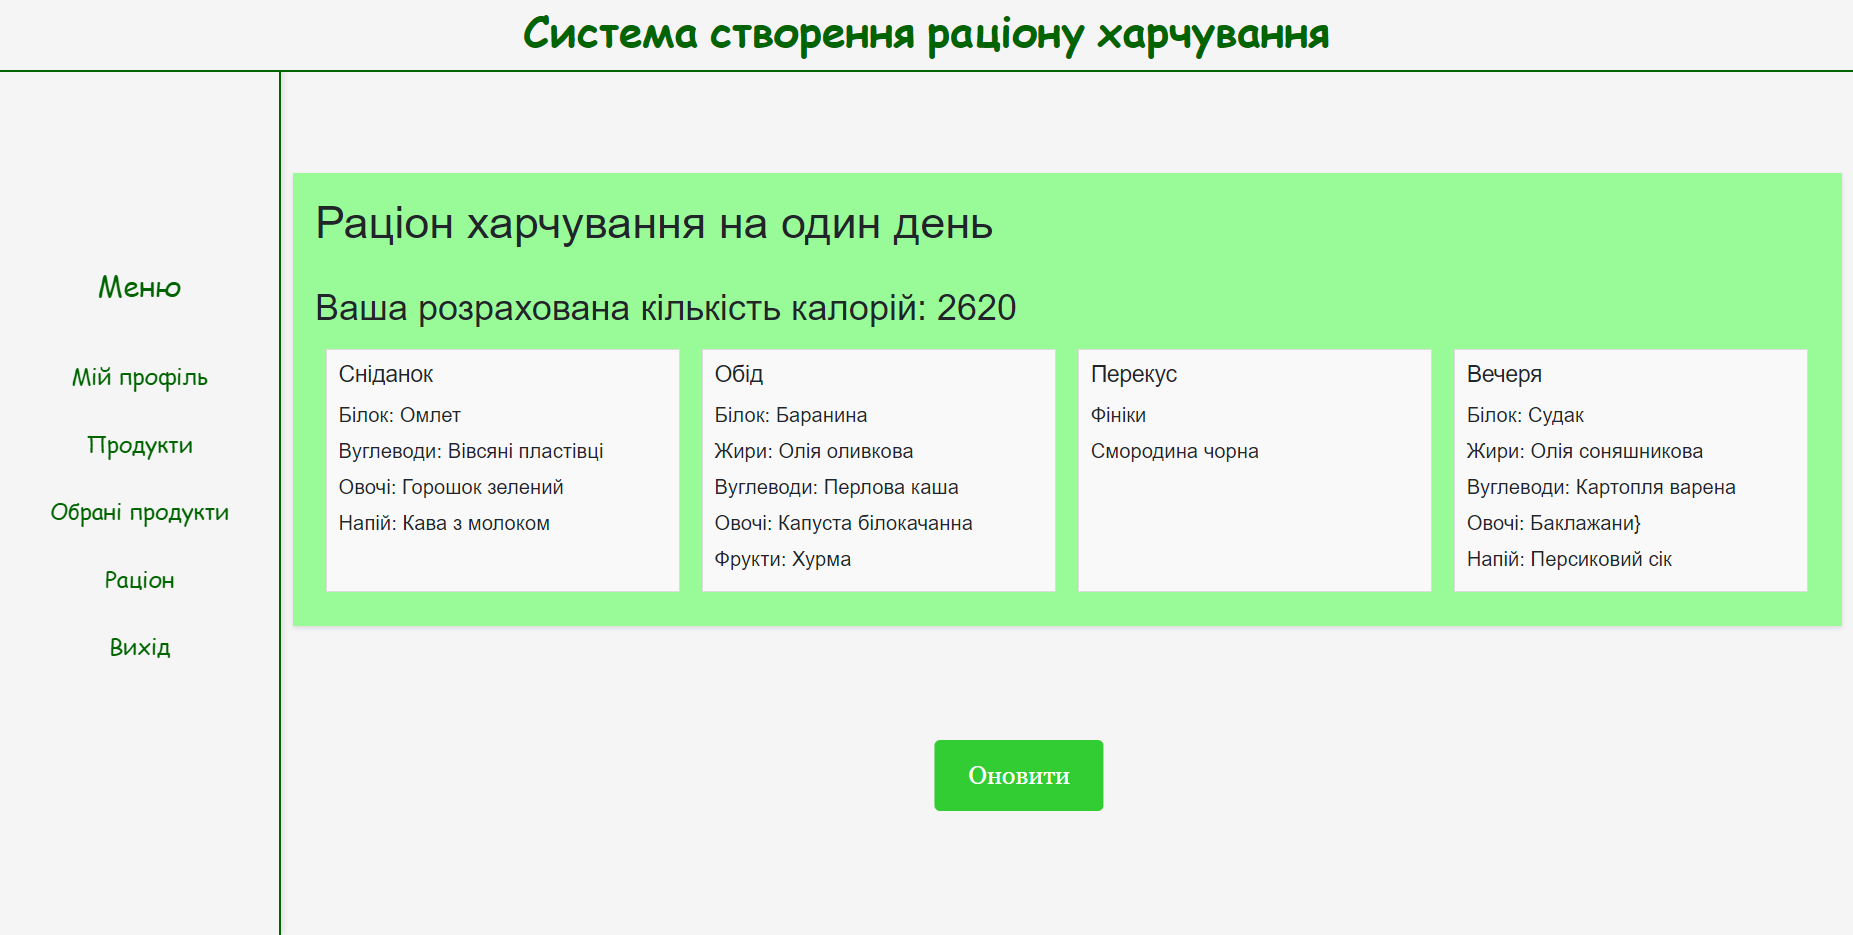 Система створення раціону харчування
Меню
Мій профіль
Продукти
Обрані продукти
Раціон
Вихід
Раціон харчування на один день
Ваша розрахована кількість калорій: 2620
Сніданок
Білок: Омлет
Вуглеводи: Вівсяні пластівці
Овочі: Горошок зелений
Напій: Кава з молоком
Обід
Білок: Баранина
Жири: Олія оливкова
Вуглеводи: Перлова каша
Овочі: Капуста білокачанна
Фрукти: Хурма
Перекус
Фініки
Смородина чорна
Вечеря
Білок: Судак
Жири: Олія соняшникова
Вуглеводи: Картопля варена
Овочі: Баклажани}
Напій: Персиковий сік
Оновити